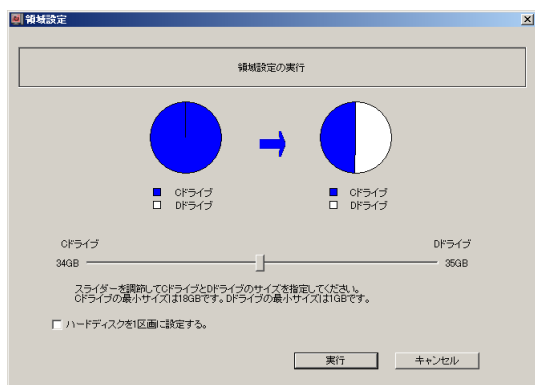 領域設定
領域設定の実行
Cドライブ
Dドライブ
Cドライブ
Dドライブ
Cドライブ
Dドライブ
34GB
35GB
スライダーを調節してCドライブとDドライブのサイズを指定してください。
Cドライブの最小サイズは18GBです。Dドライブの最小サイズは1GBです。
ハードディスクを1区画に設定する。
実行
キャンセル